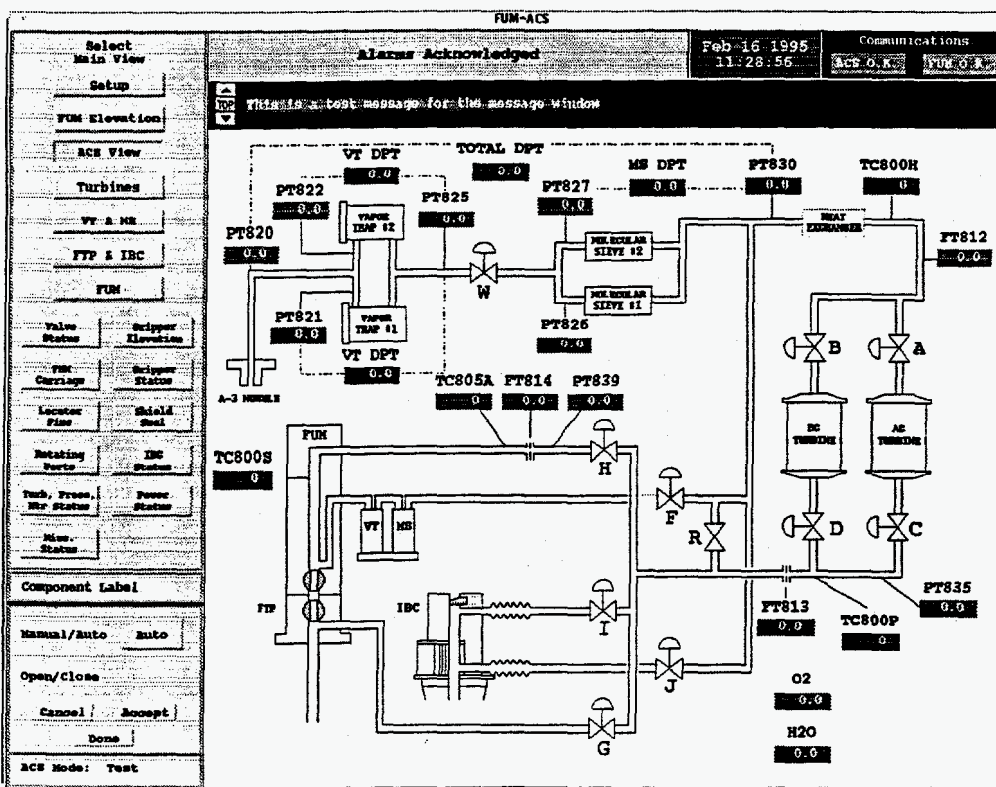 FUM-ACS
Select
Main View
Setup
FUM Elevation
ACS View
Turbines
VT & MS
FTP & IBC
FUM
Valve
Status
Gripper
Elevation
FUM
Carriage
Gripper
Status
Locator
Pins
Shield
Seal
Rotating
Ports
IBC
Status
Turb, Press,
Mtr Status
Power
Status
Misc.
Status
Component Label
Manual/Auto
Auto
Open/Close
Cancel
Accept
Done
ACS Mode: Test
Alarms Acknowledged
Feb 16 1995
11:28:56
Communications
ACS O.K.
FUM O.K.
TOP
This is a test message for the message window
VT DPT
0.0
TOTAL DPT
0.0
MS DPT
0.0
PT830
0.0
TC800H
0
PT822
0.0
PT825
0.0
PT827
0.0
PT820
0.0
VAPOR
TRAP #2
MOLECULAR
SIEVE #2
HEAT
EXCHANGER
FT812
0.0
W
PT821
0.0
VAPOR
TRAP #1
MOLECULAR
SIEVE #1
PT826
0.0
VT DPT
0.0
B
A
A-3 NOZZLE
TC805A
0
FT814
0.0
PT839
0.0
DC
TURBINE
AC
TURBINE
FUM
TC800S
0
H
VT
MS
F
R
D
C
FTP
IBC
I
FT813
0.0
TC800P
0
PT835
0.0
J
G
O2
0.0
H2O
0.0